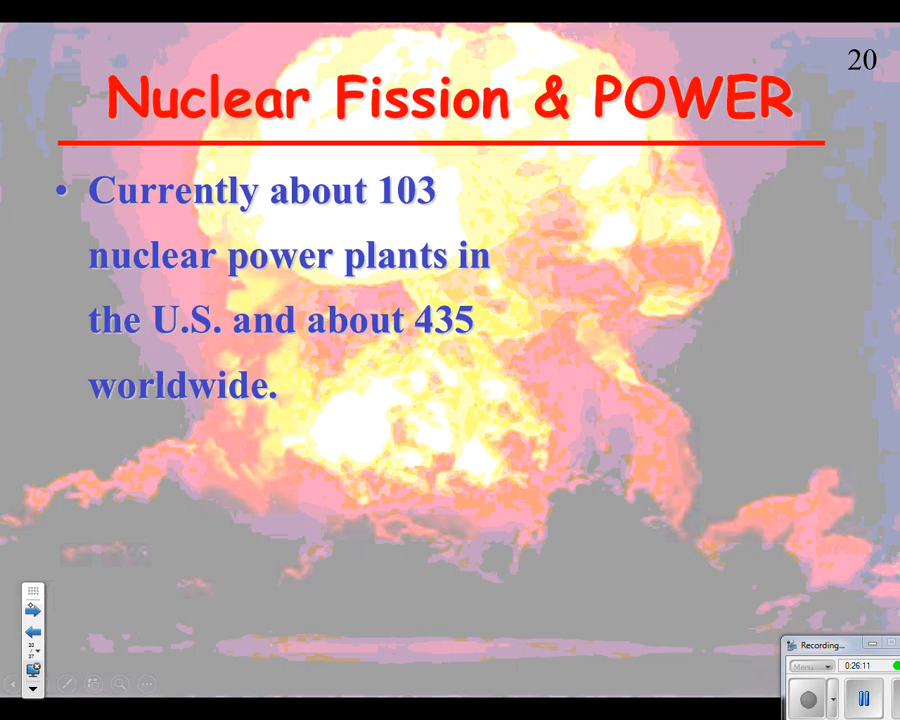 20
Nuclear Fission & POWER
• Currently about 103
nuclear power plants in
the U.S. and about 435
worldwide.
Recording...
Menu
0:26:11